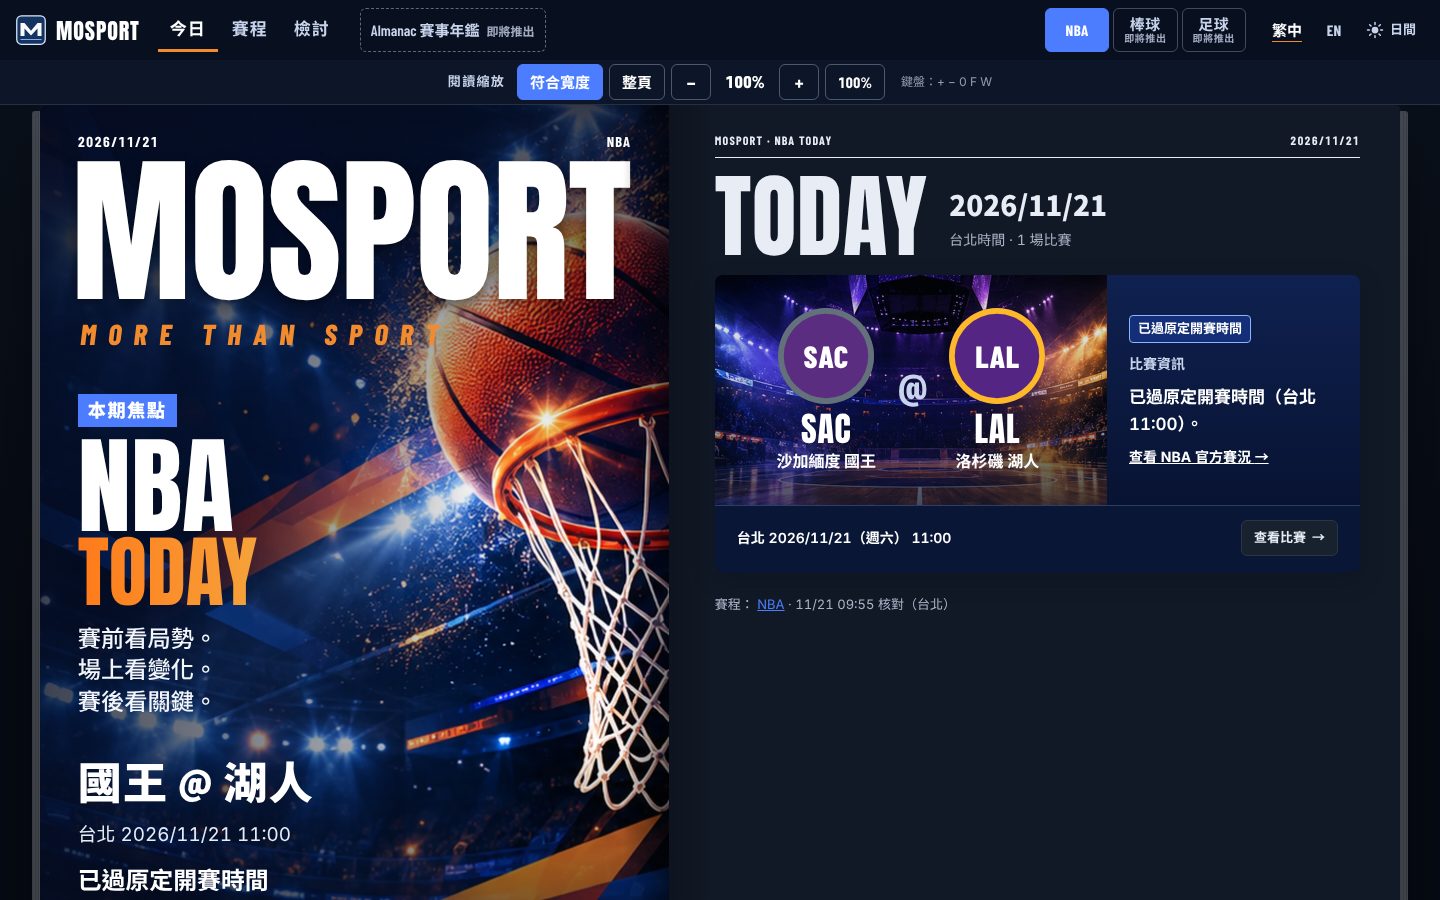 MOSPORT
今日
賽程
檢討
Almanac 賽事年鑑 即將推出
NBA
棒球
即將推出
足球
即將推出
繁中
EN
日間
閱讀縮放
符合寬度
整頁
−
100%
+
100%
鍵盤：+ − 0 F W
2026/11/21
NBA
MOSPORT
MORE THAN SPORT
本期焦點
NBA
TODAY
賽前看局勢。
場上看變化。
賽後看關鍵。
國王 @ 湖人
台北 2026/11/21 11:00
已過原定開賽時間
MOSPORT · NBA TODAY
2026/11/21
TODAY
2026/11/21
台北時間 · 1 場比賽
SAC
@
LAL
SAC
LAL
沙加緬度 國王
洛杉磯 湖人
已過原定開賽時間
比賽資訊
已過原定開賽時間（台北
11:00）。
查看 NBA 官方賽況 →
台北 2026/11/21（週六） 11:00
查看比賽 →
賽程： NBA · 11/21 09:55 核對（台北）